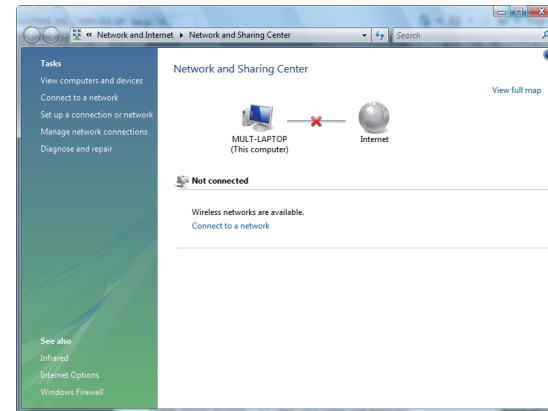 « Network and Internet ▸ Network and Sharing Center
Search
Tasks
View computers and devices
Connect to a network
Set up a connection or network
Manage network connections
Diagnose and repair
See also
Infrared
Internet Options
Windows Firewall
Network and Sharing Center
View full map
MULT-LAPTOP
(This computer)
Internet
Not connected
Wireless networks are available.
Connect to a network